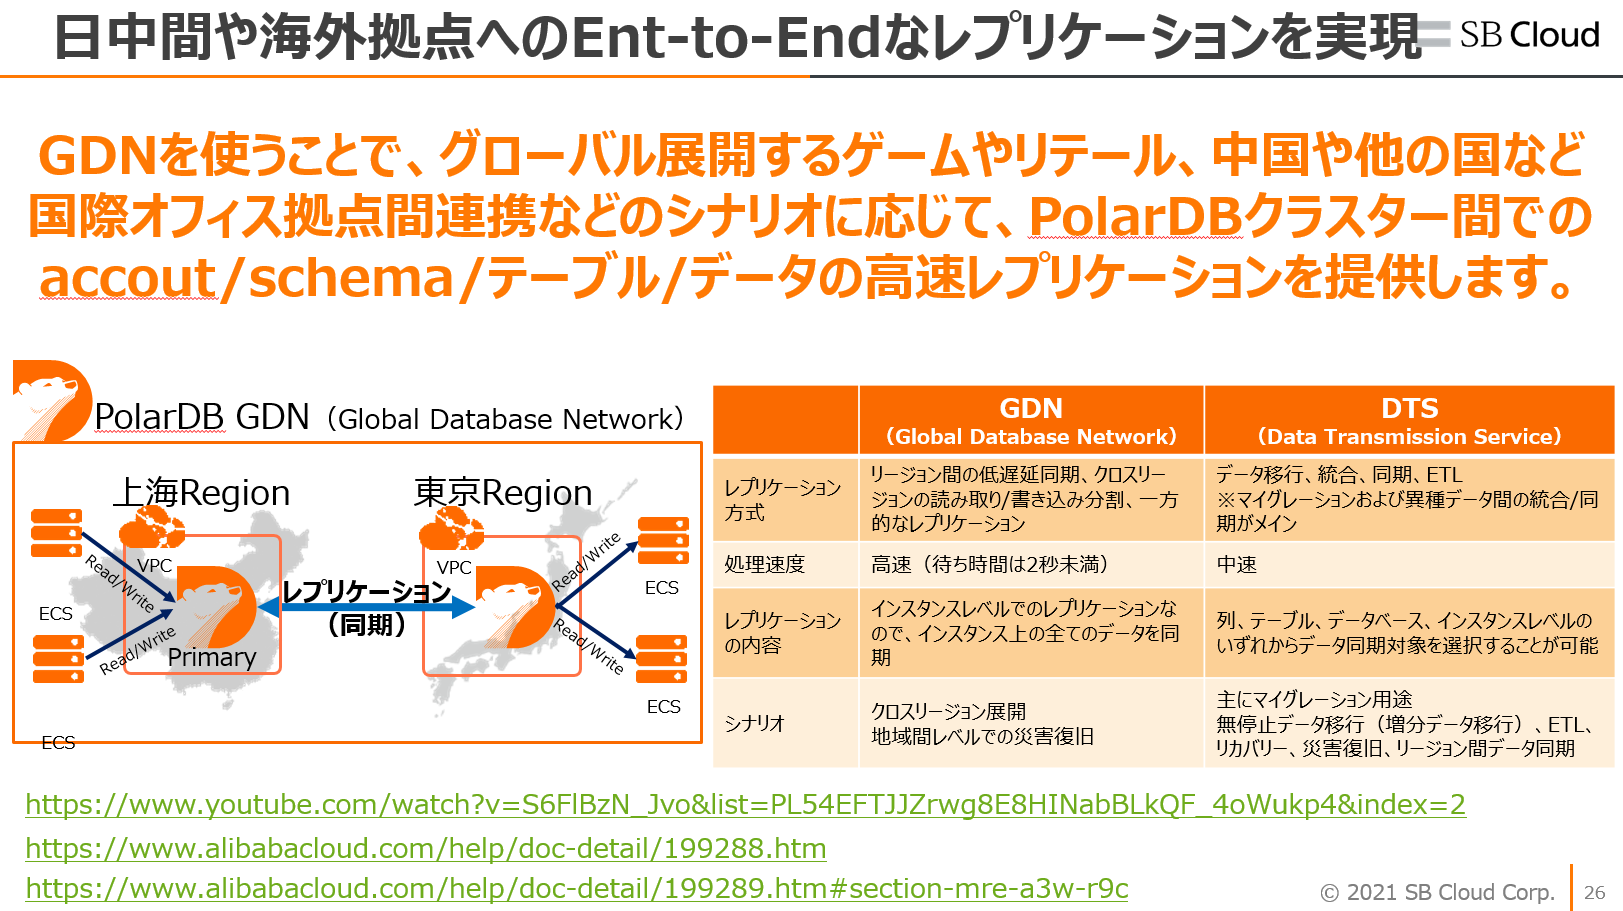 日中間や海外拠点へのEnt-to-Endなレプリケーションを実現
SB Cloud
GDNを使うことで、グローバル展開するゲームやリテール、中国や他の国など
国際オフィス拠点間連携などのシナリオに応じて、PolarDBクラスター間での
accout/schema/テーブル/データの高速レプリケーションを提供します。
PolarDB GDN（Global Database Network）
上海Region
東京Region
VPC
VPC
Read/Write
Read/Write
ECS
ECS
レプリケーション
（同期）
Read/Write
Read/Write
Primary
ECS
ECS
GDN
（Global Database Network）
DTS
（Data Transmission Service）
レプリケーション
方式
リージョン間の低遅延同期、クロスリー
ジョンの読み取り/書き込み分割、一方
的なレプリケーション
データ移行、統合、同期、ETL
※マイグレーションおよび異種データ間の統合/同
期がメイン
処理速度
高速（待ち時間は2秒未満）
中速
レプリケーション
の内容
インスタンスレベルでのレプリケーションな
ので、インスタンス上の全てのデータを同
期
列、テーブル、データベース、インスタンスレベルの
いずれからデータ同期対象を選択することが可能
シナリオ
クロスリージョン展開
地域間レベルでの災害復旧
主にマイグレーション用途
無停止データ移行（増分データ移行）、ETL、
リカバリー、災害復旧、リージョン間データ同期
https://www.youtube.com/watch?v=S6FlBzN_Jvo&list=PL54EFTJJZrwg8E8HINabBLkQF_4oWukp4&index=2
https://www.alibabacloud.com/help/doc-detail/199288.htm
https://www.alibabacloud.com/help/doc-detail/199289.htm#section-mre-a3w-r9c
© 2021 SB Cloud Corp.
26